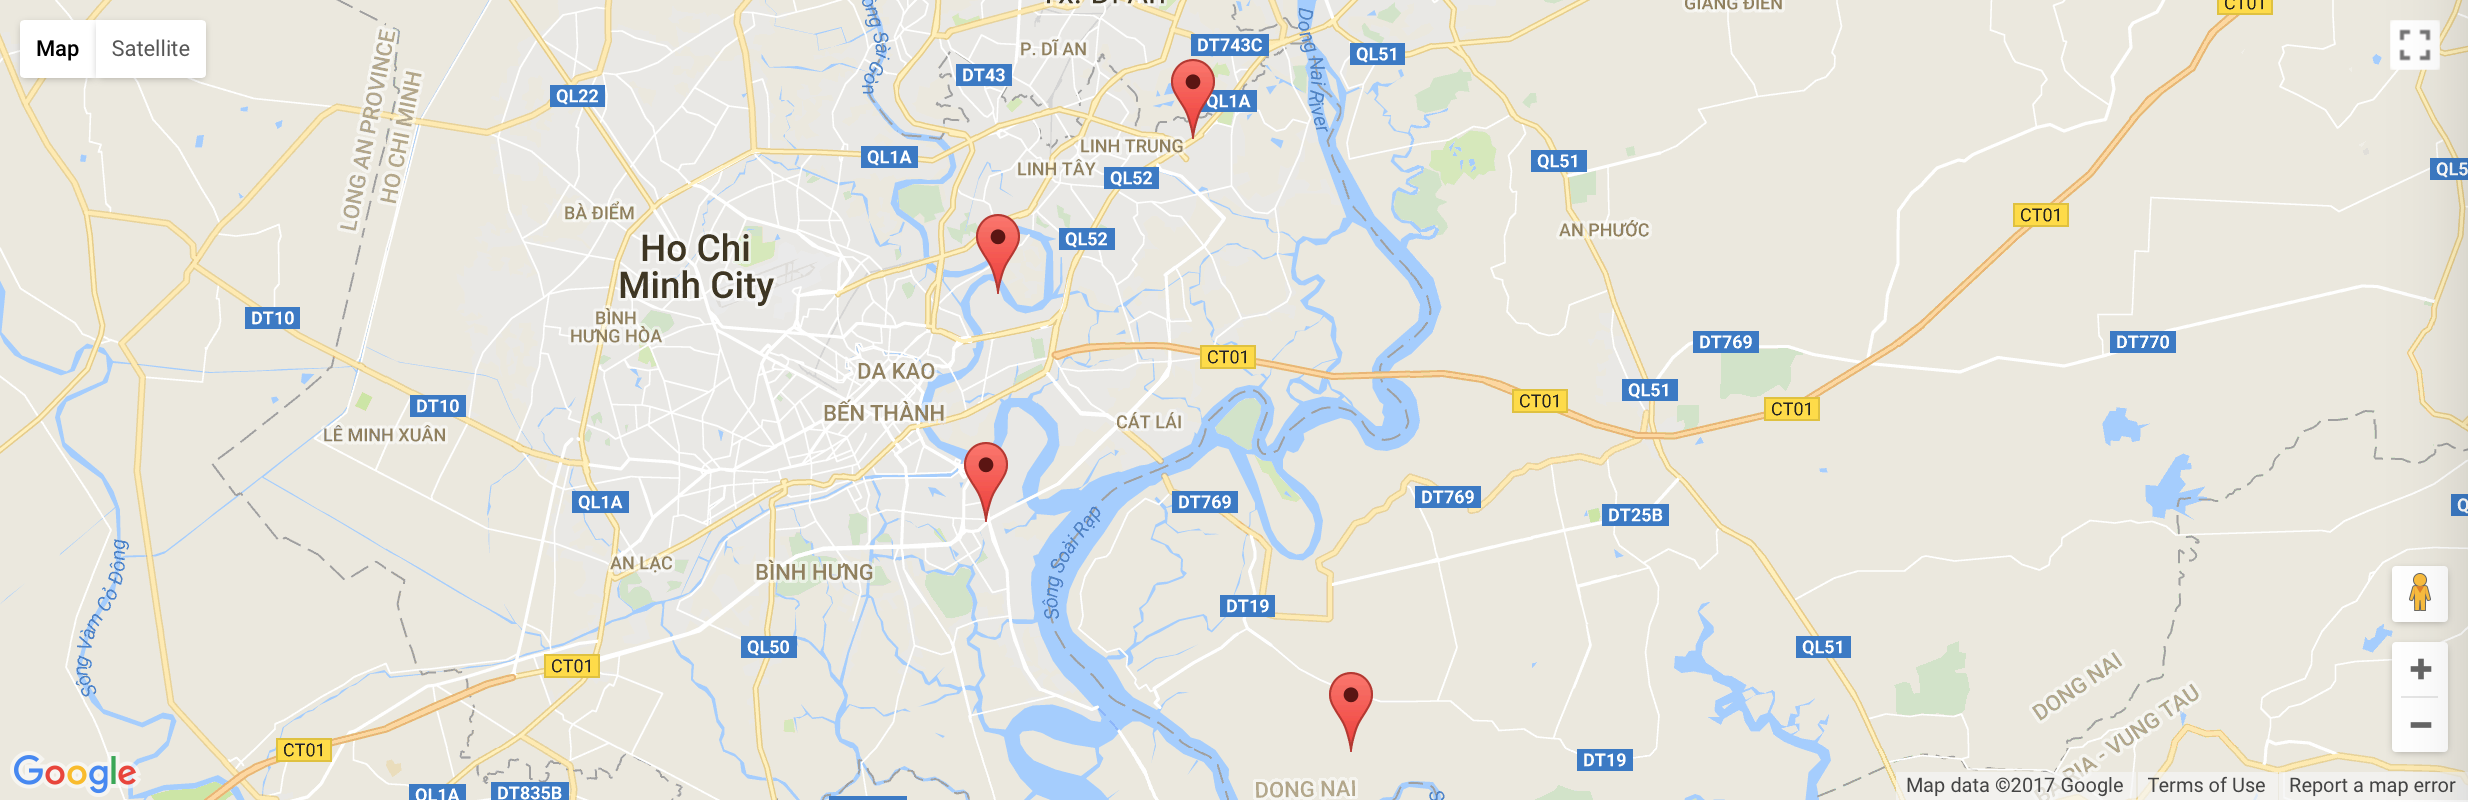 Map
Satellite
P. DĨ AN
GIANG ĐIỀN
CT01
DT743C
QL51
DT43
QL22
QL1A
LONG AN PROVINCE
HO CHI MINH
Sông Sài Gòn
Dong Nai River
QL1A
LINH TRUNG
LINH TÂY
QL52
QL51
BÀ ĐIỂM
QL52
AN PHƯỚC
CT01
Ho Chi
Minh City
DT10
BÌNH
HƯNG HÒA
CT01
DT769
DT770
DA KAO
QL51
DT10
BẾN THÀNH
CÁT LÁI
CT01
CT01
LÊ MINH XUÂN
QL1A
DT769
DT769
DT25B
Sông Soài Rạp
AN LẠC
BÌNH HƯNG
Sông Vàm Cỏ Đông
DT19
QL50
QL51
CT01
DONG NAI
BA RIA - VUNG TAU
CT01
DT19
Google
DONG NAI
QL1A
DT835B
Map data ©2017 Google
Terms of Use
Report a map error